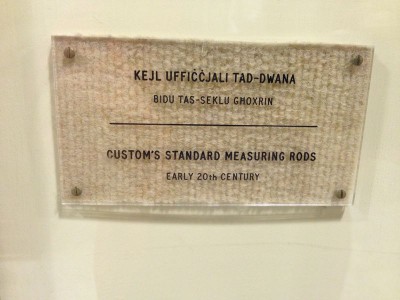 KEJL UFFIĊĊJALI TAD-DWANA
BIDU TAS-SEKLU GĦOXRIN
CUSTOM'S STANDARD MEASURING RODS
EARLY 20th CENTURY